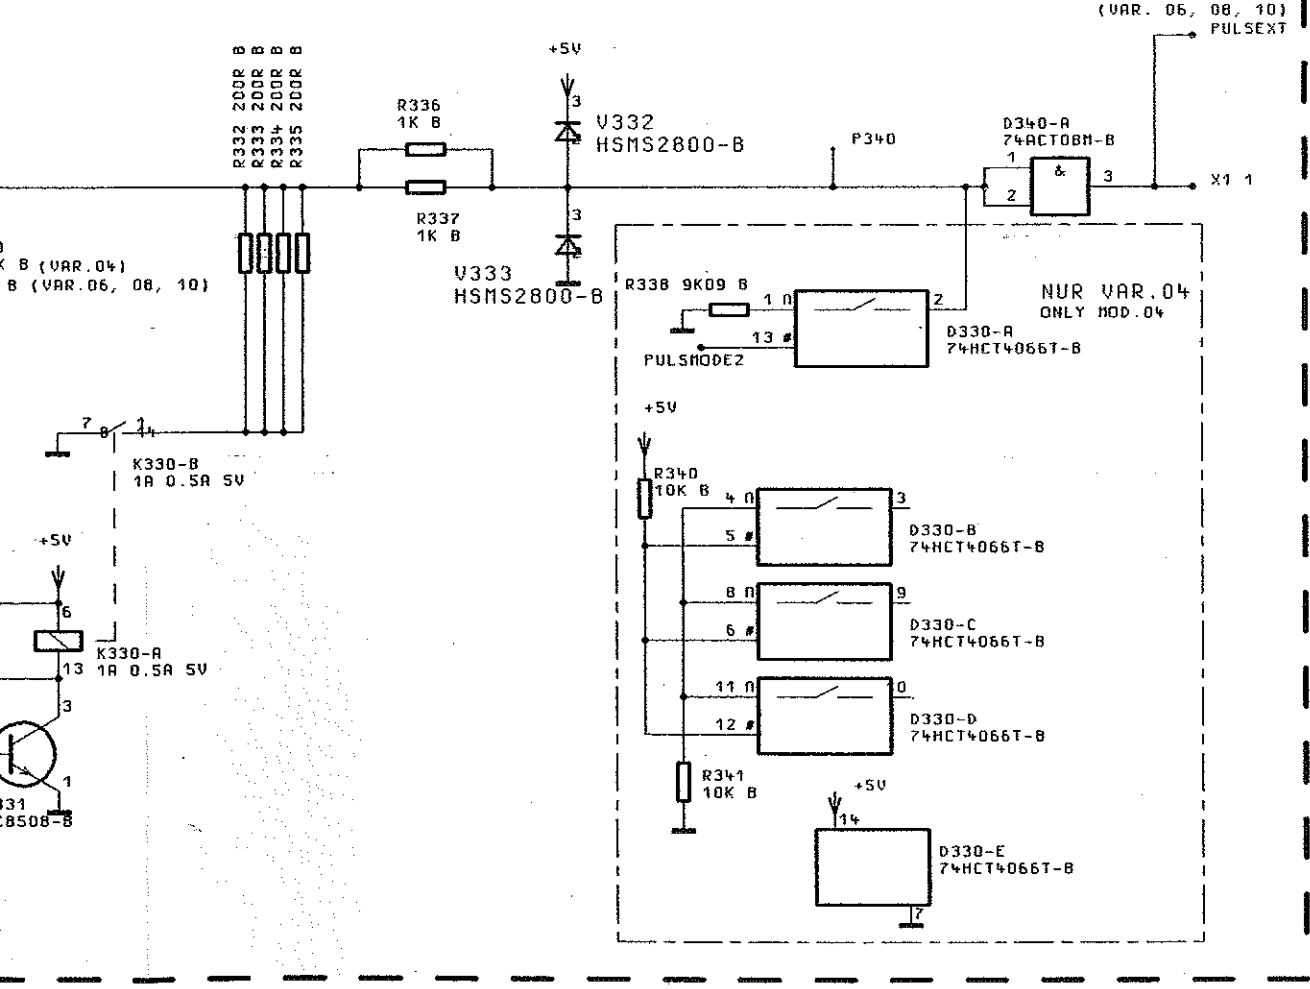 (VAR. 06, 08, 10)
PULSEXT
+5V
R332 200R B
R333 200R B
R334 200R B
R335 200R B
R336
1K B
3
V332
HSMS2800-B
P340
D340-A
74ACT08M-B
1
&
3
2
X1 1
R337
1K B
3
V333
HSMS2800-B
K B (VAR.04)
B (VAR.06, 08, 10)
R338 9K09 B
1 n
2
NUR VAR.04
ONLY MOD.04
13 #
D330-A
74HCT4066T-B
PULSMODE2
+5V
7
8
14
K330-B
1A 0.5A 5V
R340
10K B
4 n
3
5 #
D330-B
74HCT4066T-B
+5V
6
8 n
9
6 #
D330-C
74HCT4066T-B
K330-A
1A 0.5A 5V
13
11 n
0
12 #
D330-D
74HCT4066T-B
3
1
331
C850B-B
R341
10K B
+5V
14
D330-E
74HCT4066T-B
7